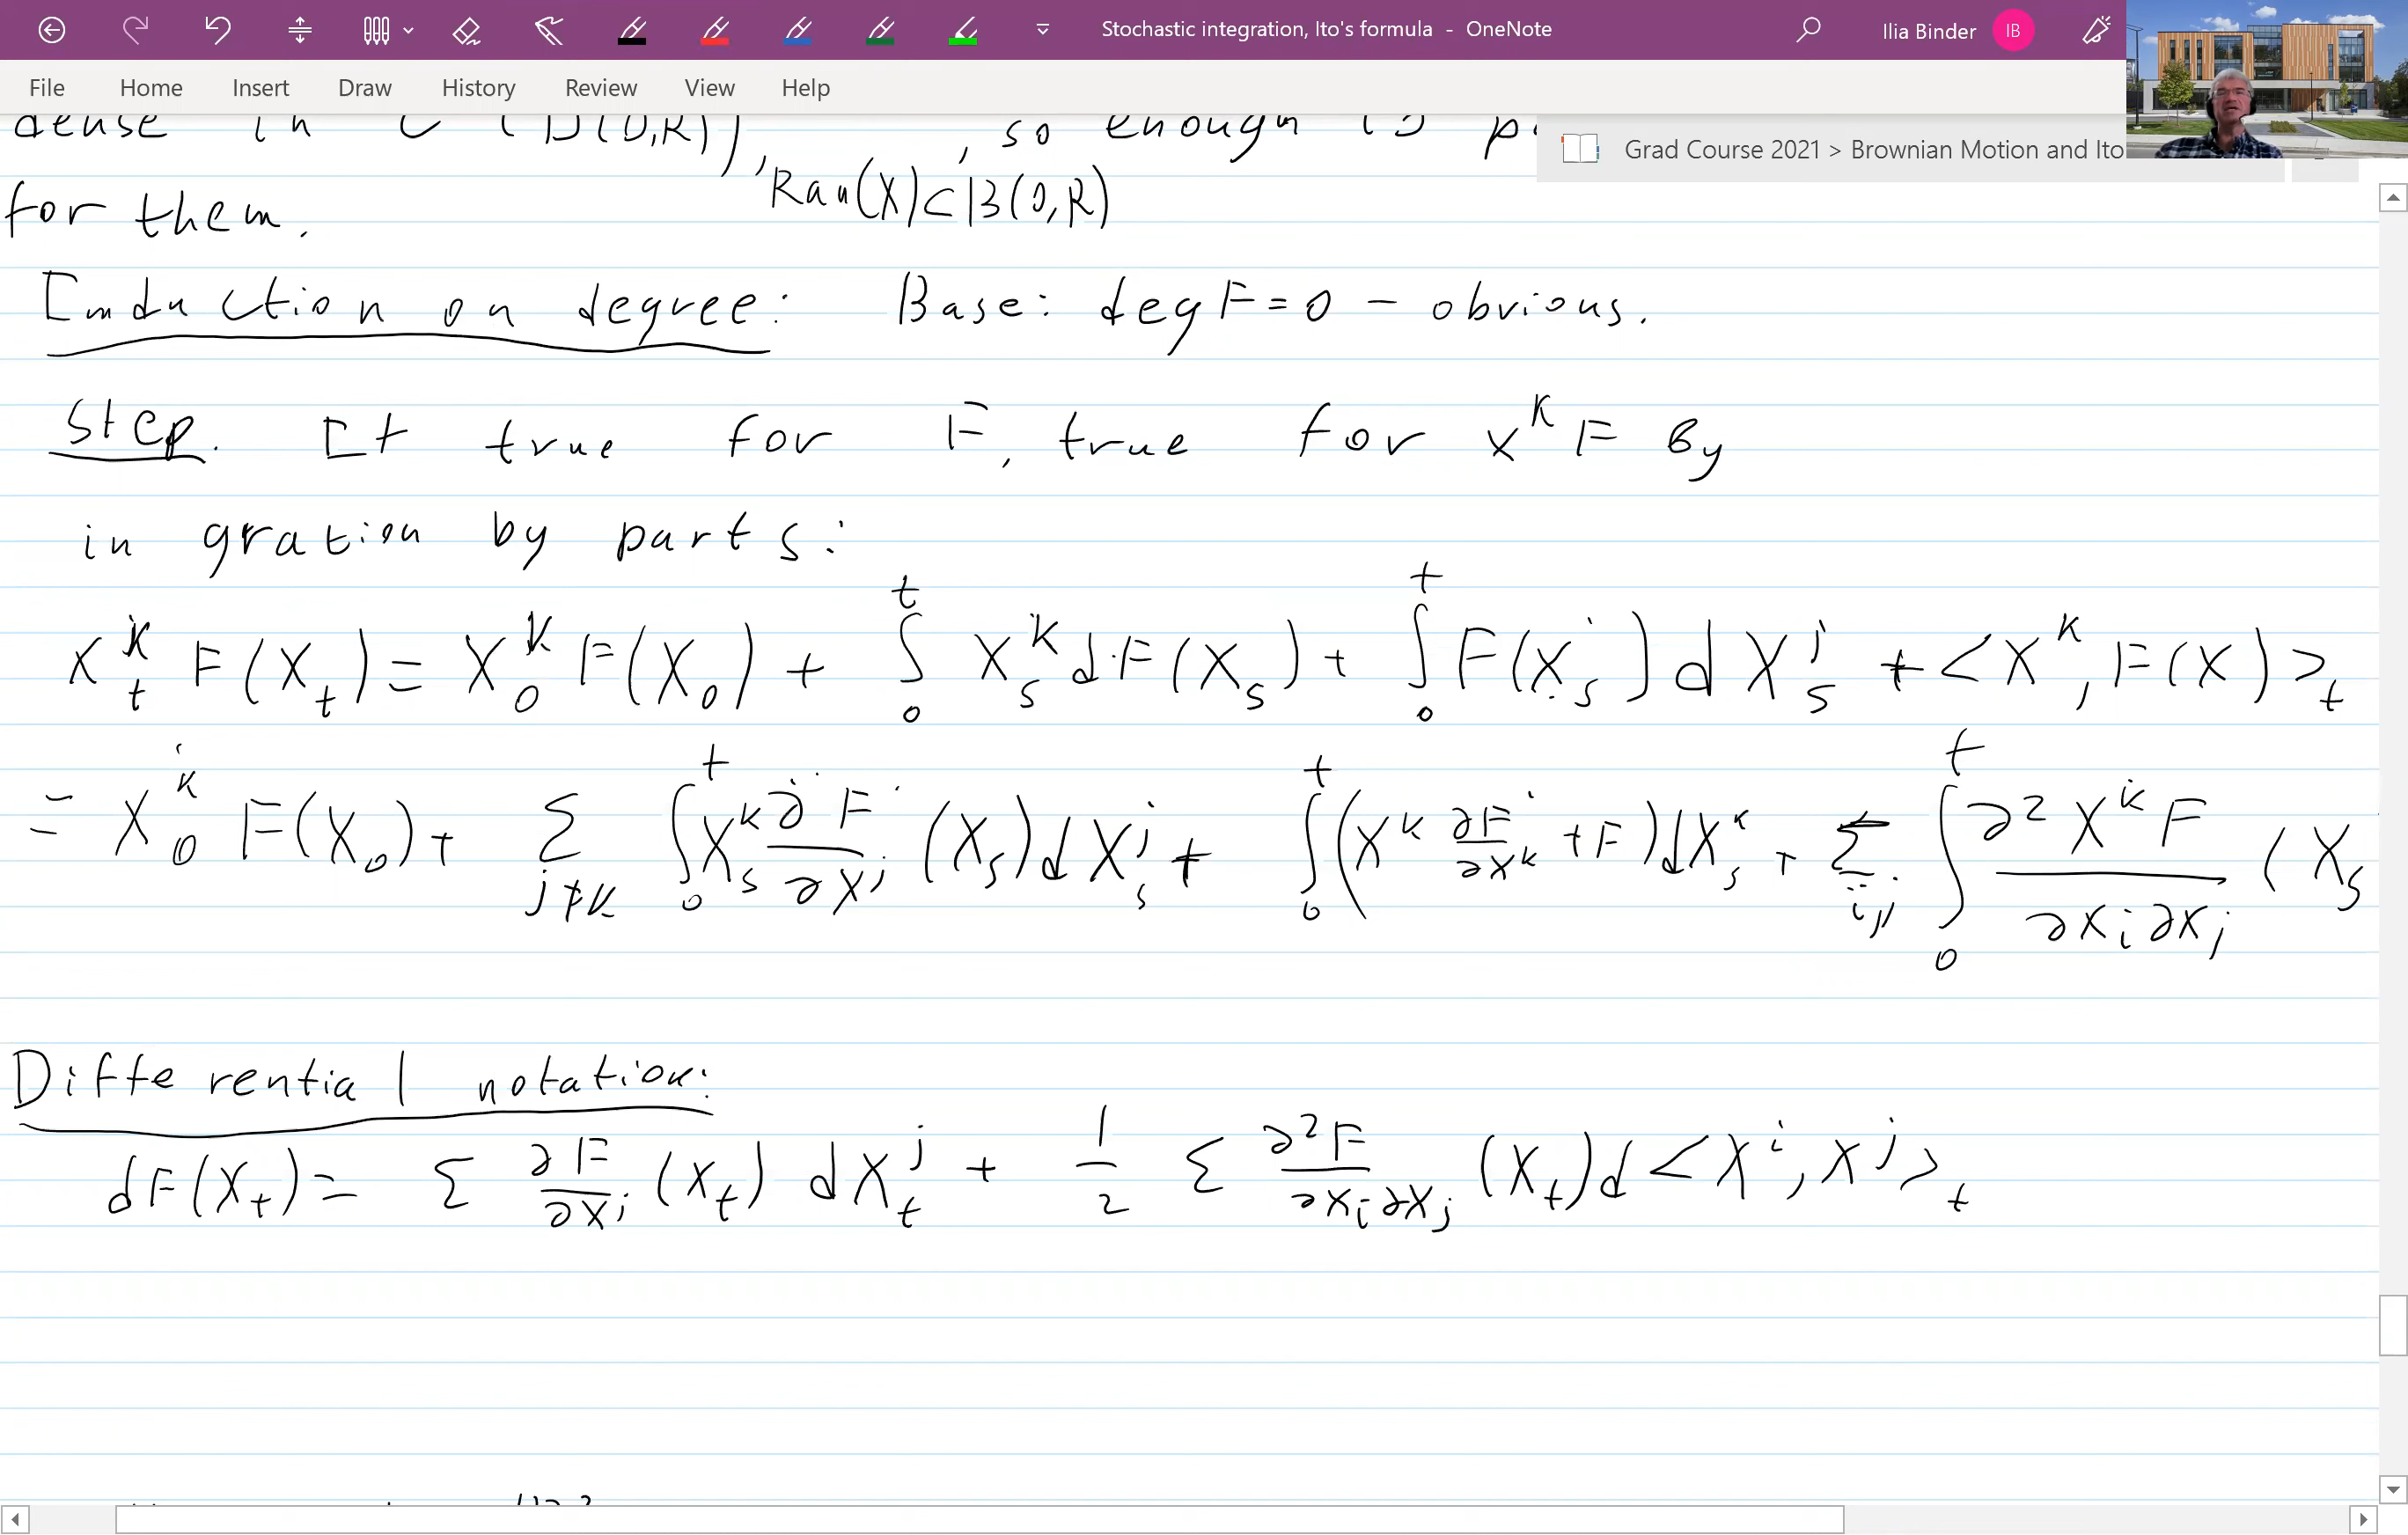 Stochastic integration, Ito's formula - OneNote
Ilia Binder IB
File Home Insert Draw History Review View Help
Grad Course 2021 > Brownian Motion and Ito
dense in C (B(0,R)), so enough to
for them. Ran(X)⊂B(0,R)
Induction on degree: Base: deg F = 0 – obvious.
Step. If true for F, true for x^k F by
in gration by parts:
X_t^k F(X_t) = X_0^k F(X_0) + ∫_0^t X_s^k dF(X_s) + ∫_0^t F(X_s) dX_s^j + <X^k, F(X)>_t
= X_0^k F(X_0) + Σ_{j≠k} ∫_0^t X_s^k ∂F/∂x^j (X_s) dX_s^j + ∫_0^t (X^k ∂F/∂x^k + F) dX_s^k + Σ_{i,j} ∫_0^t ∂² X^k F/∂x_i ∂x_j (X_s
Differential notation:
dF(X_t) = Σ ∂F/∂x_j (X_t) dX_t^j + 1/2 Σ ∂²F/∂x_i ∂x_j (X_t) d<X^i, X^j>_t